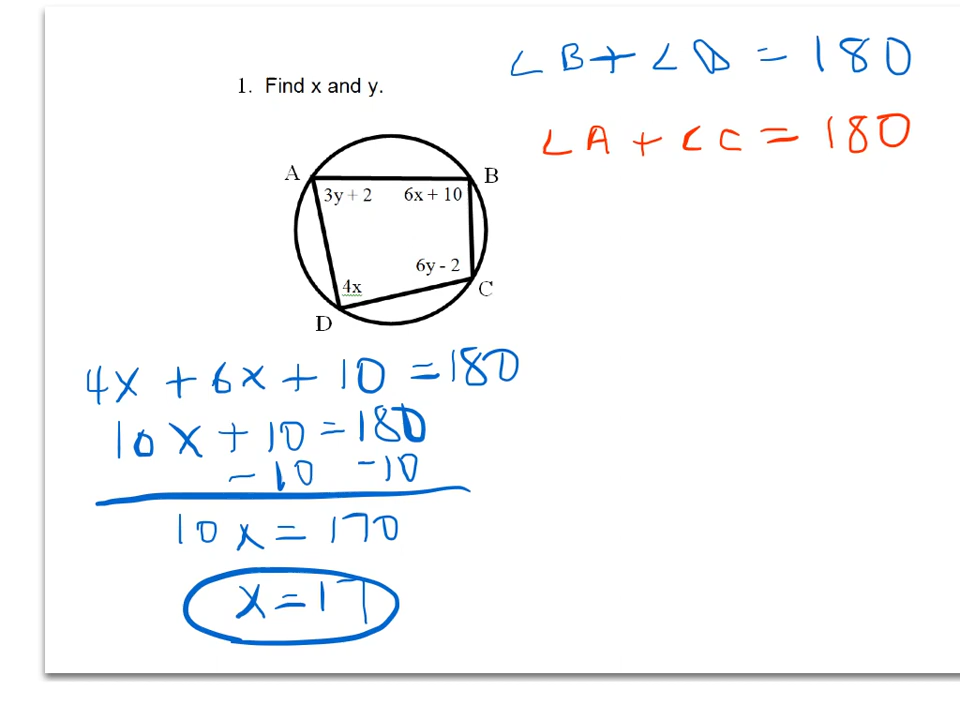 ∠B + ∠D = 180
1. Find x and y.
∠A + ∠C = 180
A
B
3y + 2
6x + 10
6y - 2
4x
C
D
4x + 6x + 10 = 180
10x + 10 = 180
- 10 - 10
10x = 170
x = 17